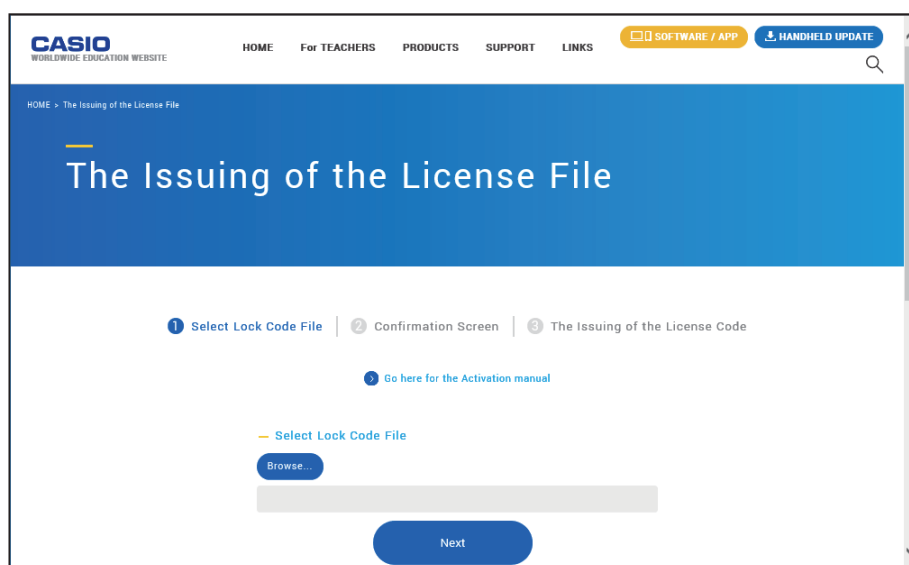 CASIO
WORLDWIDE EDUCATION WEBSITE
HOME For TEACHERS PRODUCTS SUPPORT LINKS
SOFTWARE / APP
HANDHELD UPDATE
HOME > The Issuing of the License File
The Issuing of the License File
1 Select Lock Code File 2 Confirmation Screen 3 The Issuing of the License Code
Go here for the Activation manual
Select Lock Code File
Browse...
Next